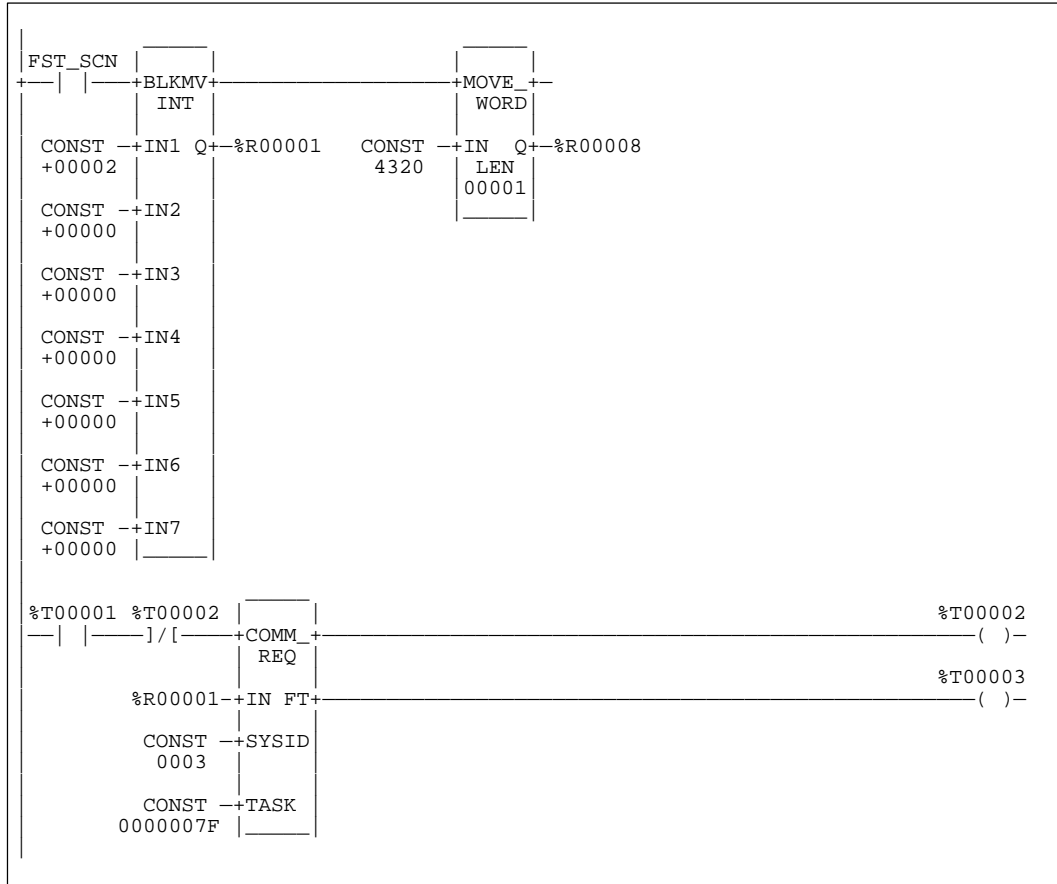 FST_SCN
BLKMV MOVE_
INT WORD
CONST IN1 Q %R00001 CONST IN Q %R00008
+00002 4320 LEN
00001
CONST IN2
+00000
CONST IN3
+00000
CONST IN4
+00000
CONST IN5
+00000
CONST IN6
+00000
CONST IN7
+00000
%T00001 %T00002 %T00002
]/[ COMM_ ( )
REQ
%T00003
%R00001 IN FT ( )
CONST SYSID
0003
CONST TASK
0000007F